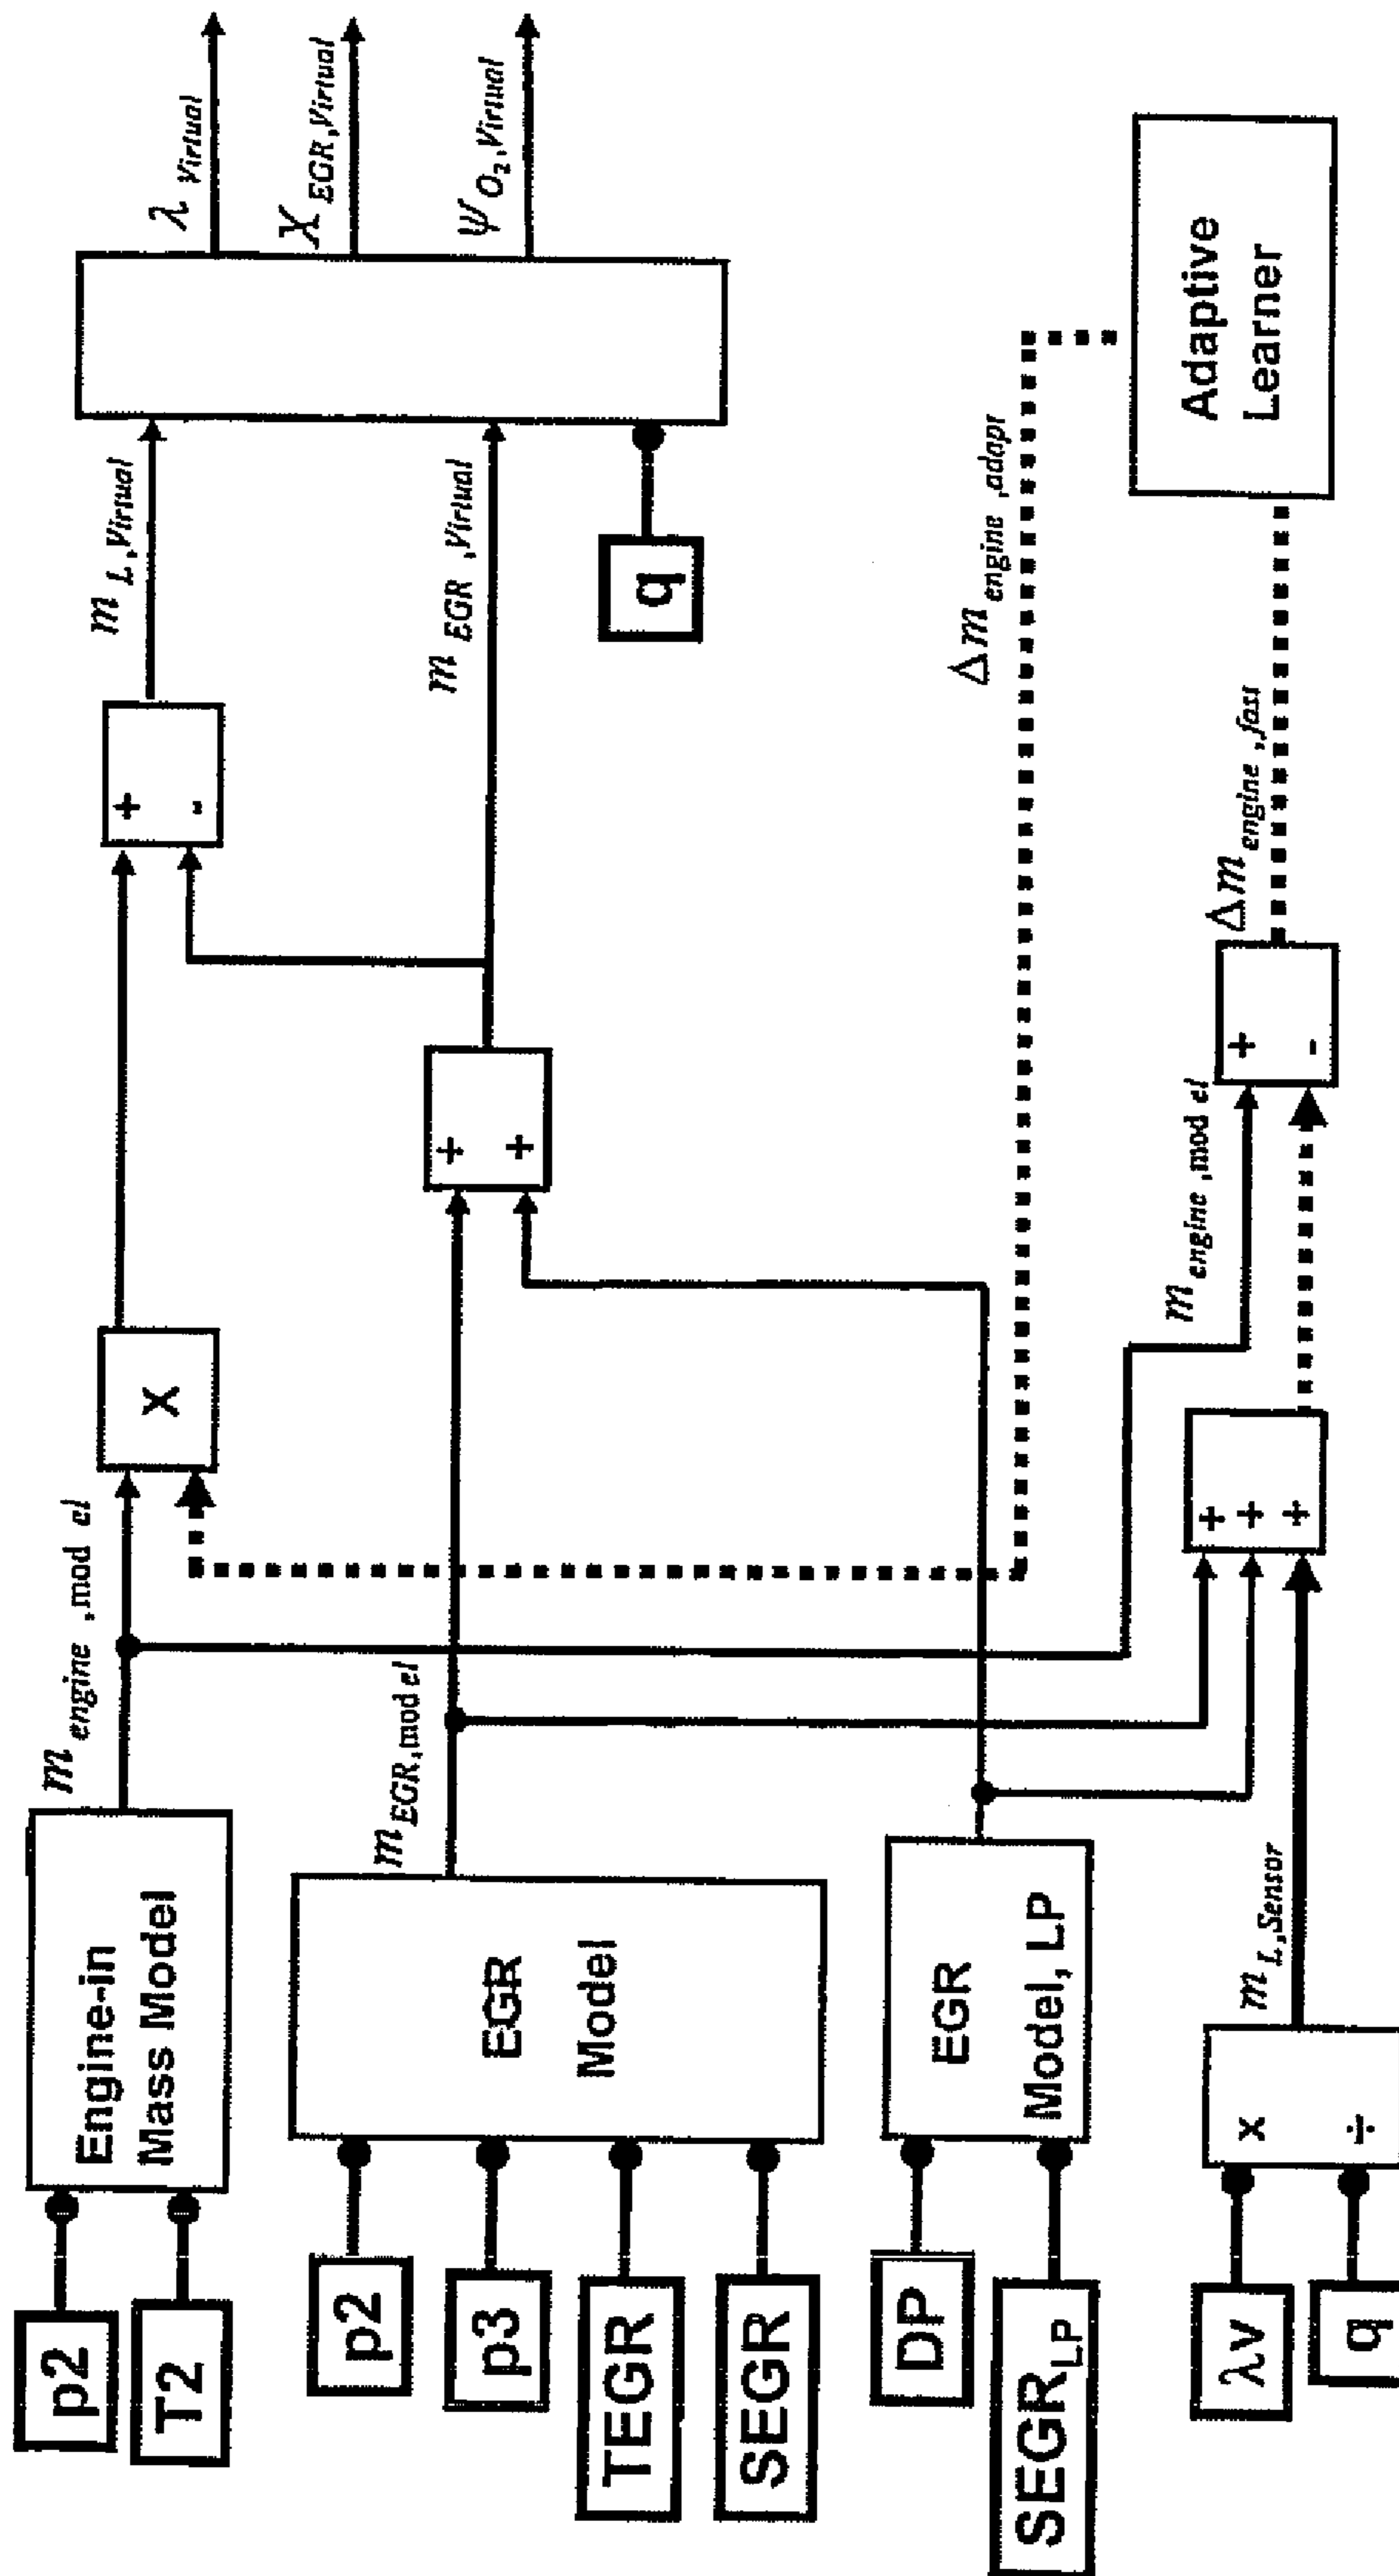 p2
T2
Engine-in
Mass Model
m engine ,mod el
X
+
-
m L,Virtual
λ Virtual
χ EGR,Virtual
ψ O₂,Virtual
p2
p3
TEGR
SEGR
EGR
Model
m EGR,mod el
+
+
m EGR ,Virtual
q
DP
SEGR LP
EGR
Model, LP
Δm engine ,adapt
λv
q
x
÷
m L,Sensor
+
+
+
m engine ,mod el
+
-
Δm engine ,fast
Adaptive
Learner